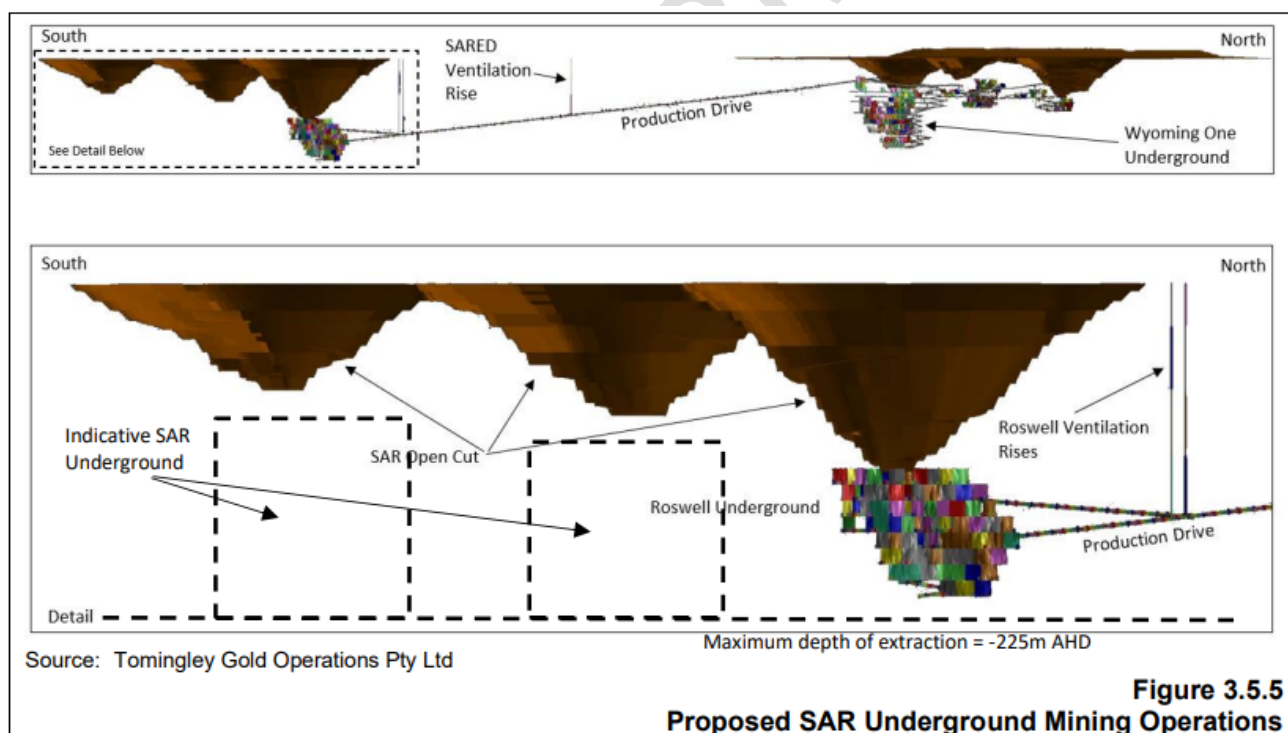 South
SARED
Ventilation
Rise
North
Production Drive
See Detail Below
Wyoming One
Underground
South
North
Indicative SAR
Underground
SAR Open Cut
Roswell Ventilation
Rises
Roswell Underground
Production Drive
Detail
Maximum depth of extraction = -225m AHD
Source: Tomingley Gold Operations Pty Ltd
Figure 3.5.5
Proposed SAR Underground Mining Operations